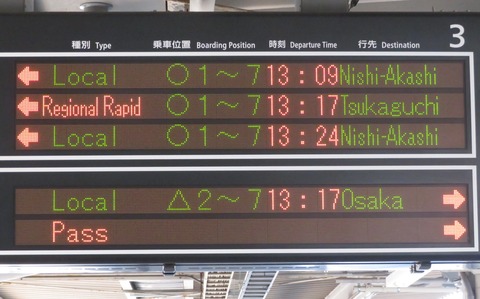 3
種別 Type 乗車位置 Boarding Position 時刻 Departure Time 行先 Destination
← Local ○1～7 13:09 Nishi-Akashi
← Regional Rapid ○1～7 13:17 Tsukaguchi
← Local ○1～7 13:24 Nishi-Akashi
Local △2～7 13:17 Osaka →
Pass →